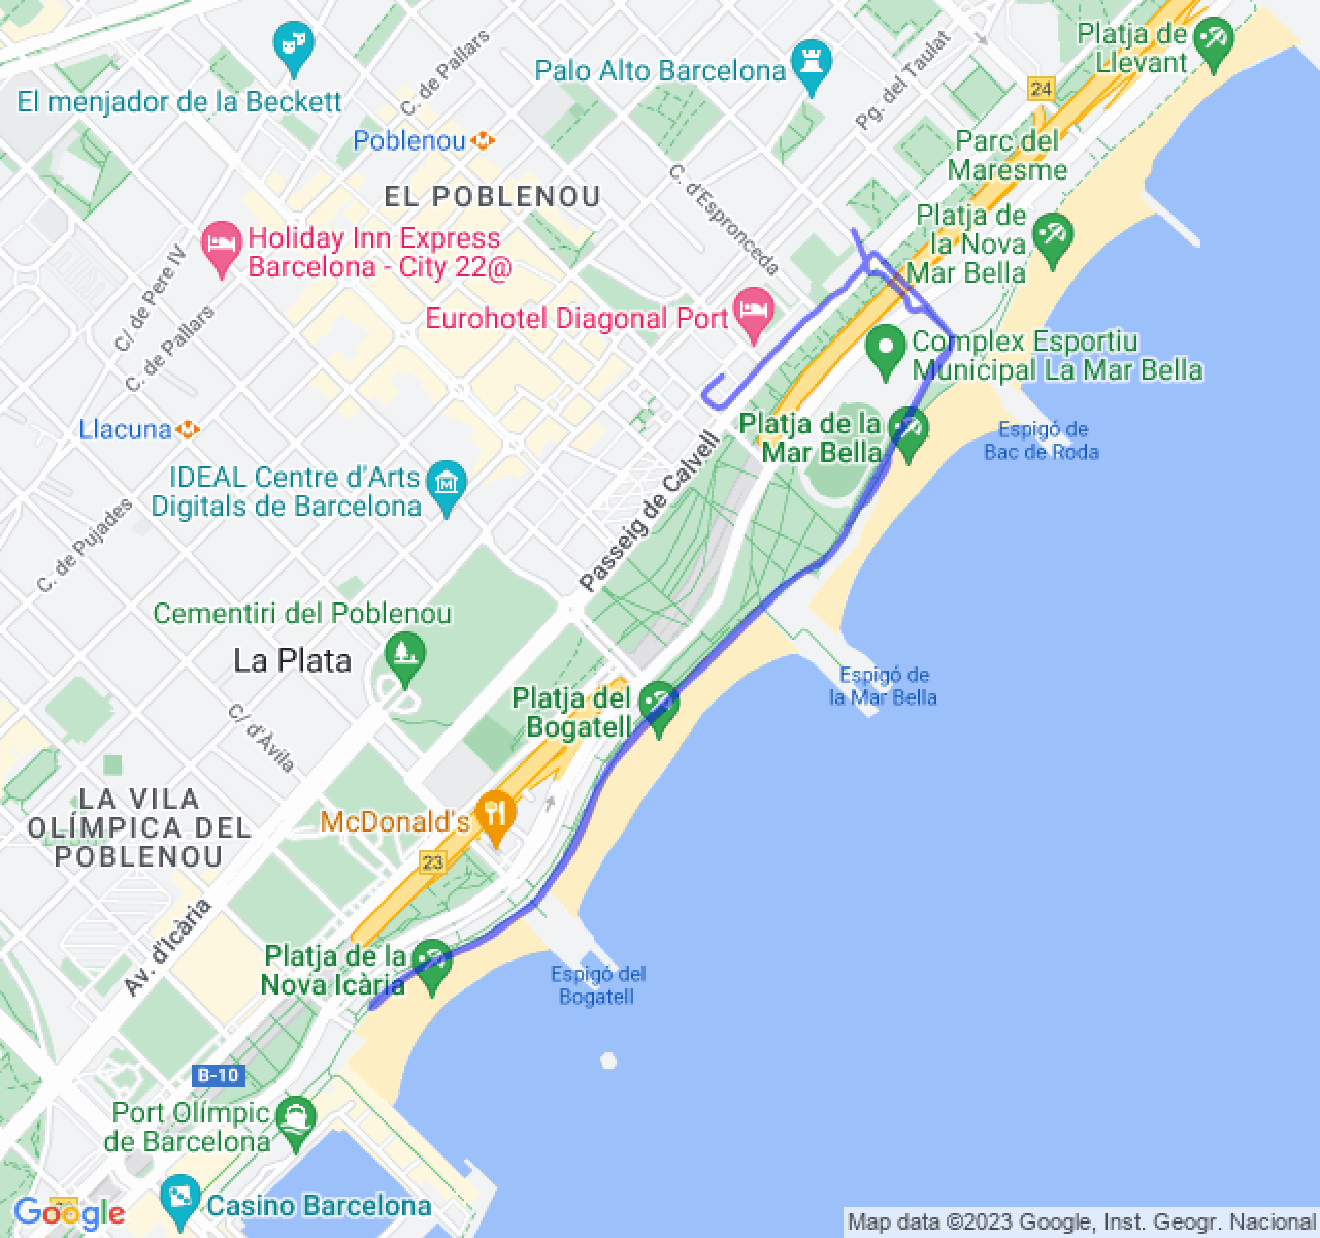 Platja de
Llevant
C. de Pallars
Palo Alto Barcelona
Pg. del Taulat
24
El menjador de la Beckett
Poblenou
Parc del
Maresme
C. d'Espronceda
EL POBLENOU
Platja de
la Nova
Mar Bella
Holiday Inn Express
Barcelona - City 22@
C/ de Pere IV
C. de Pallars
Eurohotel Diagonal Port
Complex Esportiu
Municipal La Mar Bella
Llacuna
Platja de la
Mar Bella
Espigó de
Bac de Roda
IDEAL Centre d'Arts
Digitals de Barcelona
Passeig de Calvell
C. de Pujades
Cementiri del Poblenou
La Plata
Espigó de
la Mar Bella
Platja del
Bogatell
C/ d'Àvila
LA VILA
OLÍMPICA DEL
POBLENOU
McDonald's
23
Av. d'Icària
Platja de la
Nova Icària
Espigó del
Bogatell
B-10
Port Olímpic
de Barcelona
Casino Barcelona
Google
Map data ©2023 Google, Inst. Geogr. Nacional